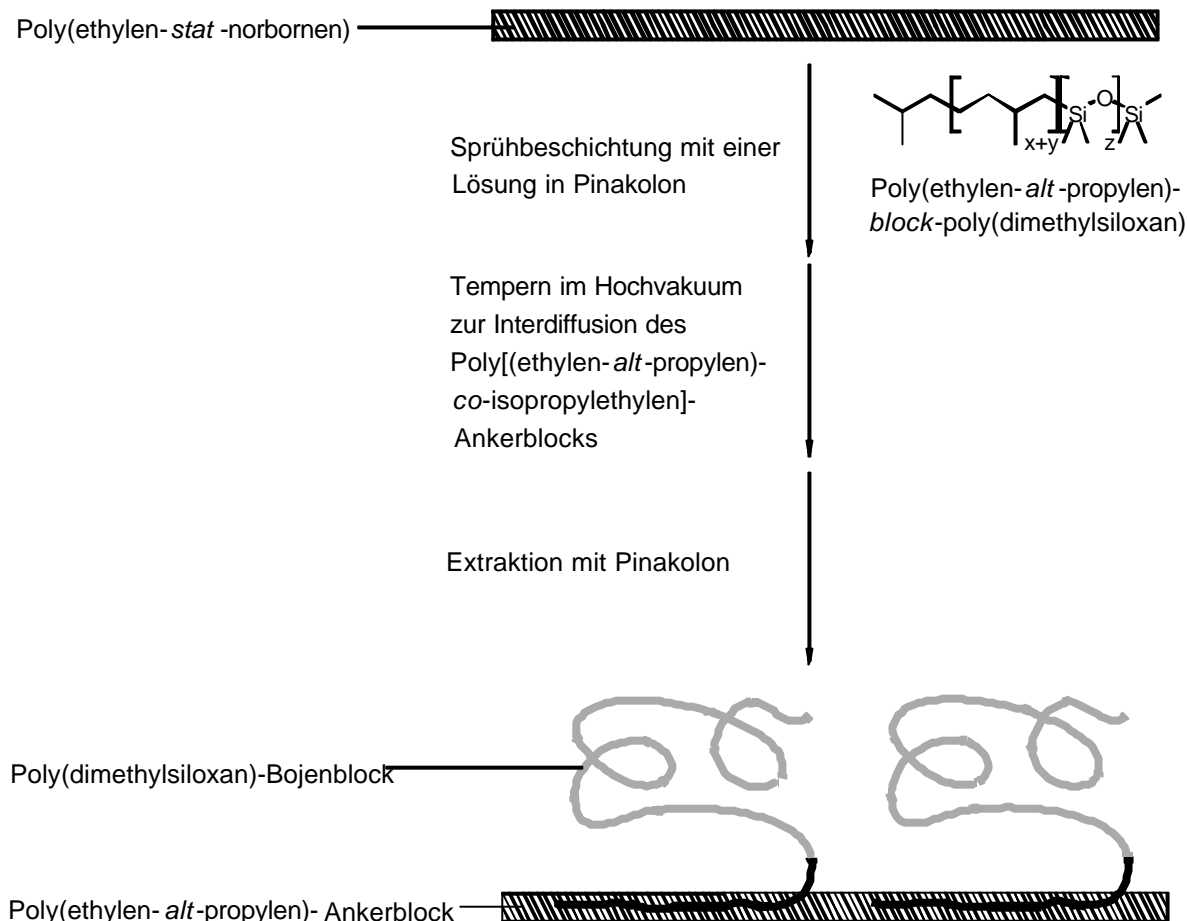 Poly(ethylen-stat-norbornen)
Si
O
Si
x+y
z
Sprühbeschichtung mit einer
Lösung in Pinakolon
Poly(ethylen-alt-propylen)-
block-poly(dimethylsiloxan)
Tempern im Hochvakuum
zur Interdiffusion des
Poly[(ethylen-alt-propylen)-
co-isopropylethylen]-
Ankerblocks
Extraktion mit Pinakolon
Poly(dimethylsiloxan)-Bojenblock
Poly(ethylen-alt-propylen)- Ankerblock